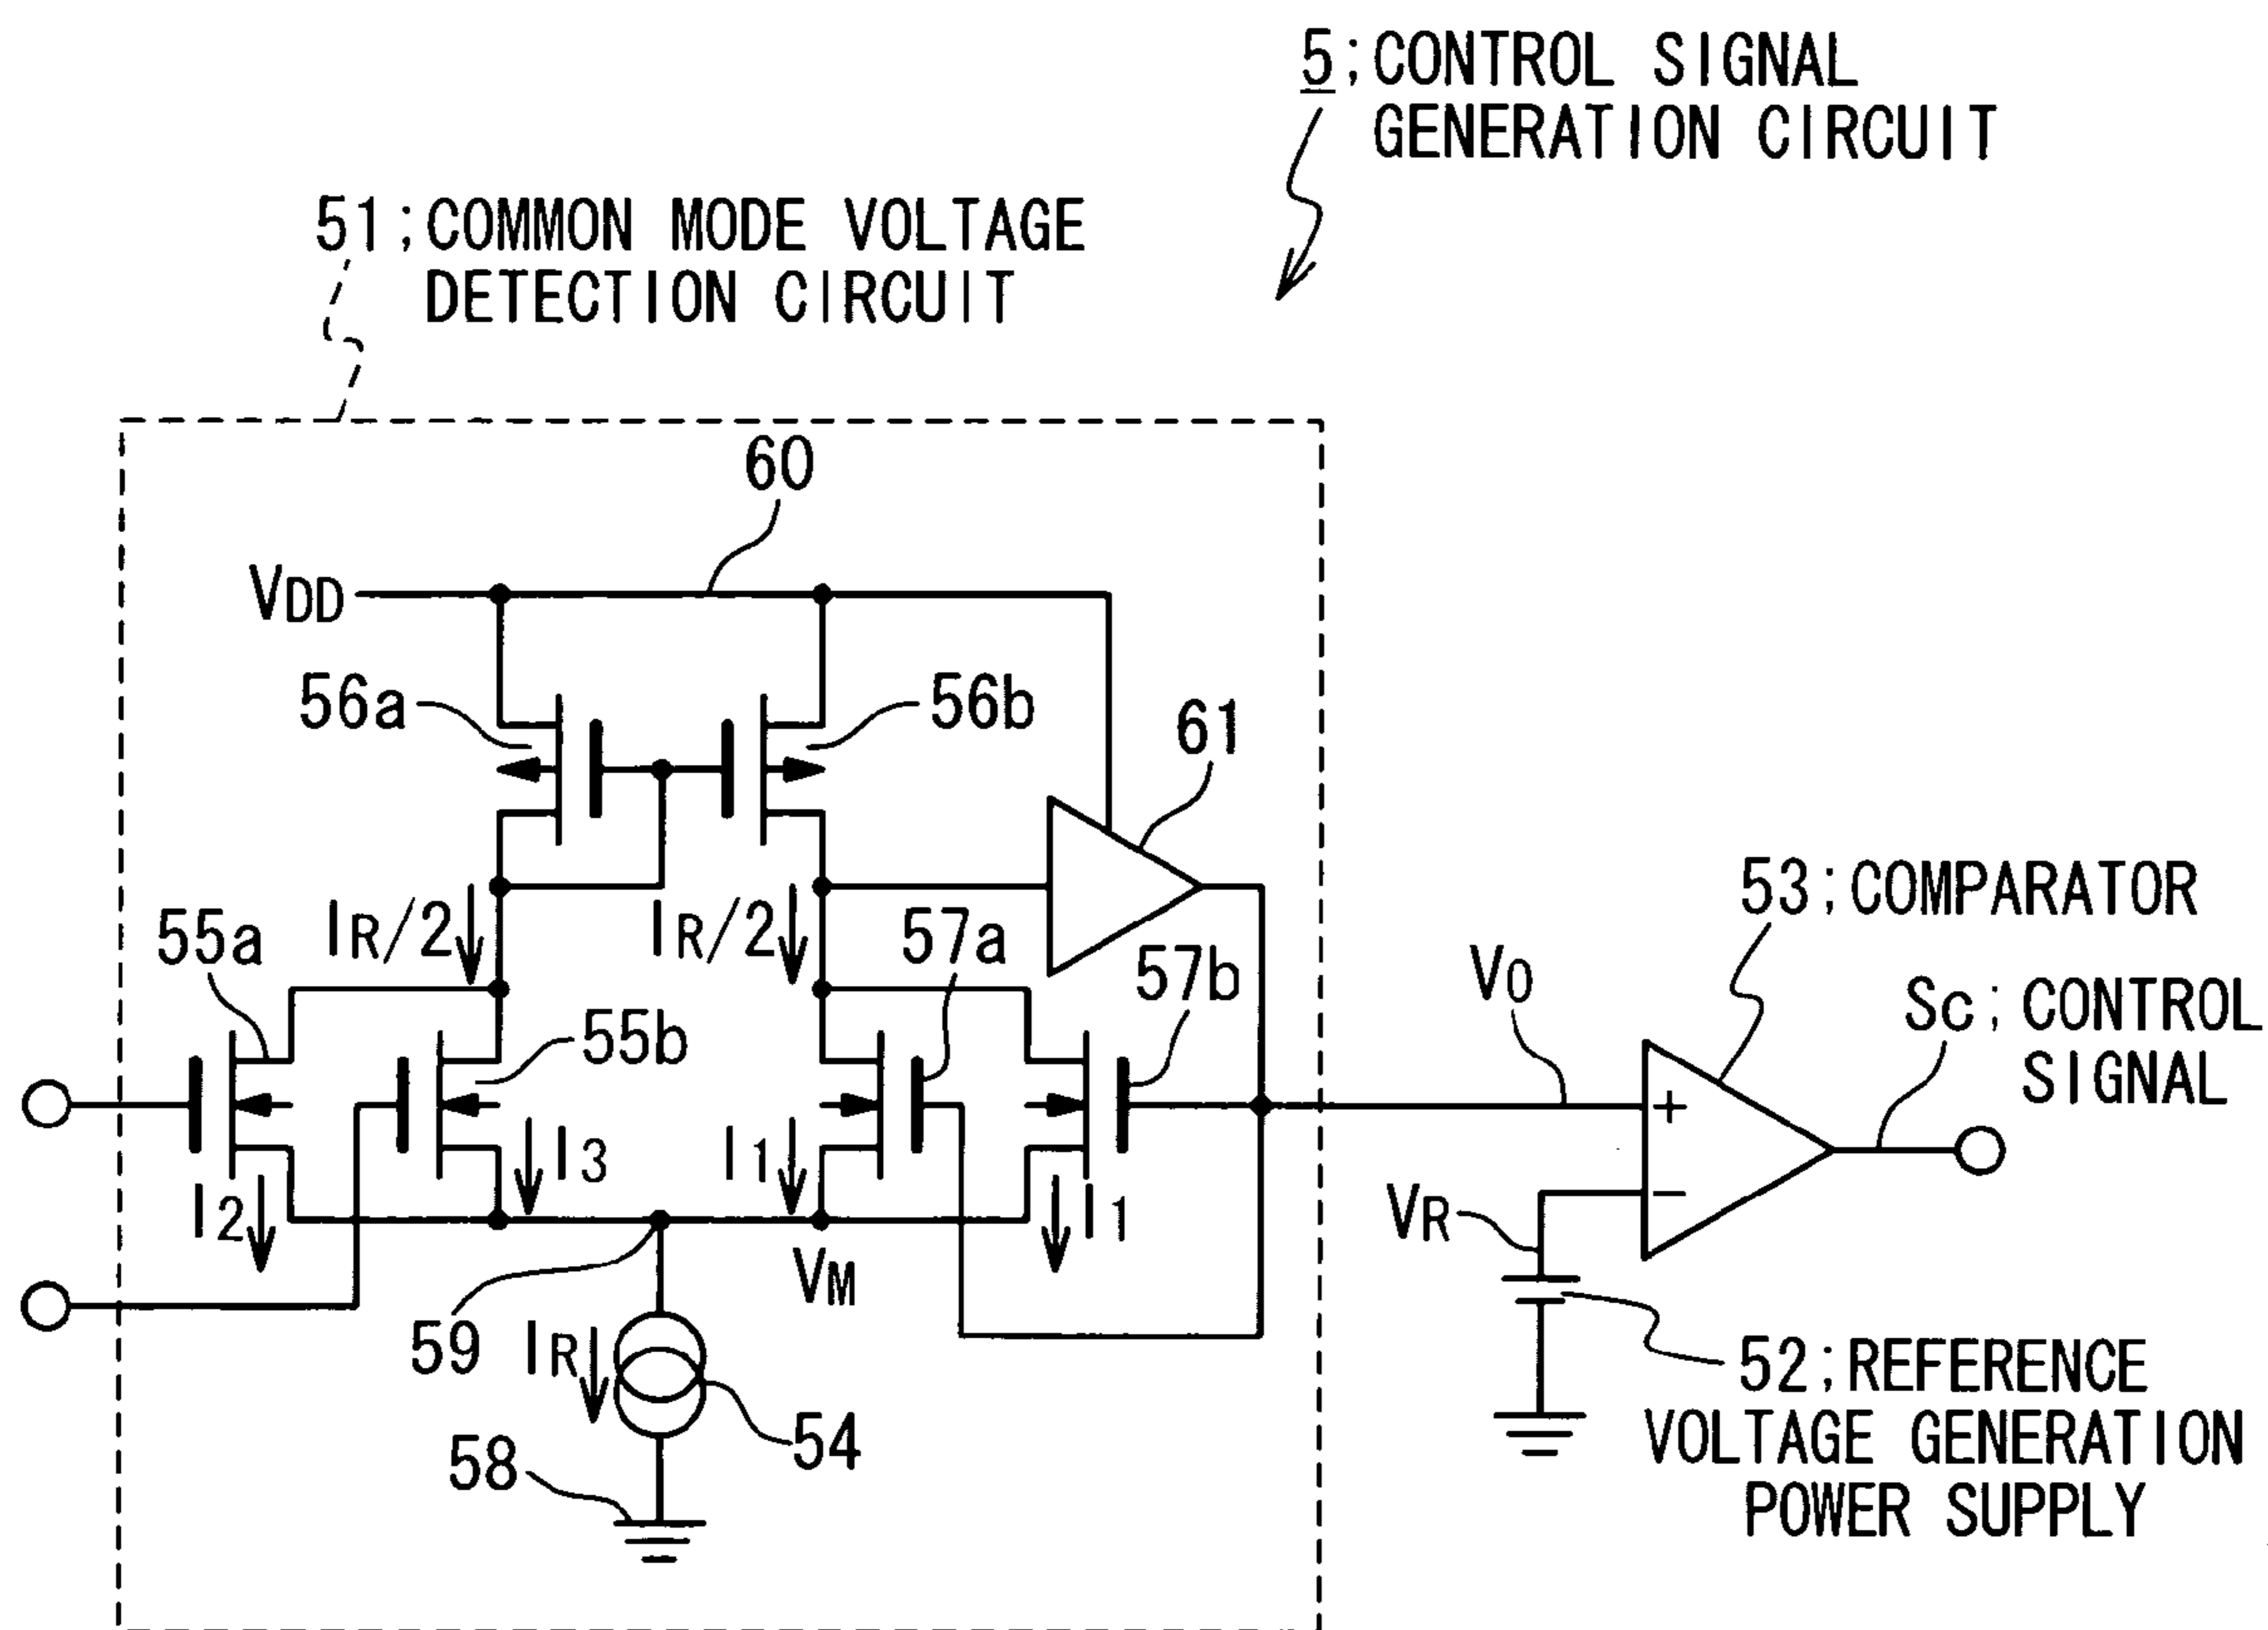 5;CONTROL SIGNAL
GENERATION CIRCUIT
51;COMMON MODE VOLTAGE
DETECTION CIRCUIT
60
VDD
56a
56b
61
53;COMPARATOR
55a
IR/2
IR/2
57a
57b
VO
Sc; CONTROL
SIGNAL
55b
+
I3
I1
I2
I1
−
VR
VM
59
IR
52;REFERENCE
VOLTAGE GENERATION
POWER SUPPLY
54
58